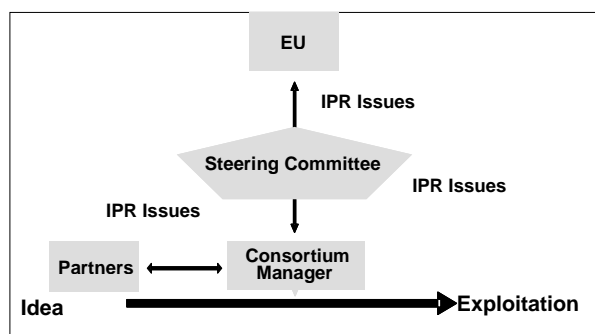 EU
IPR Issues
Steering Committee
IPR Issues
IPR Issues
Partners
Consortium
Manager
Idea
Exploitation